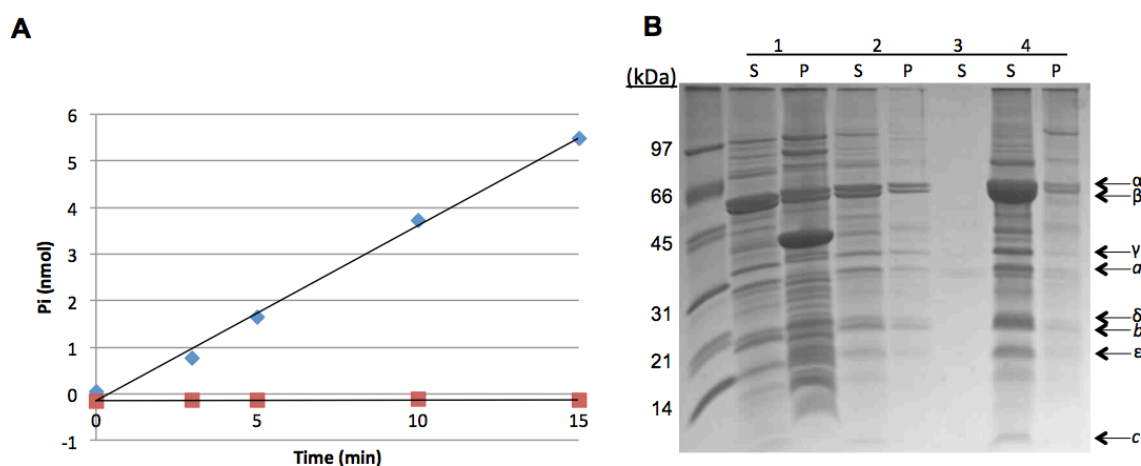 A
Pi (nmol)
6
5
4
3
2
1
0
-1
0 5 10 15
Time (min)
B
1 2 3 4
(kDa) S P S P S S P
97
66
45
31
21
14
α
β
γ
a
δ
b
ε
c